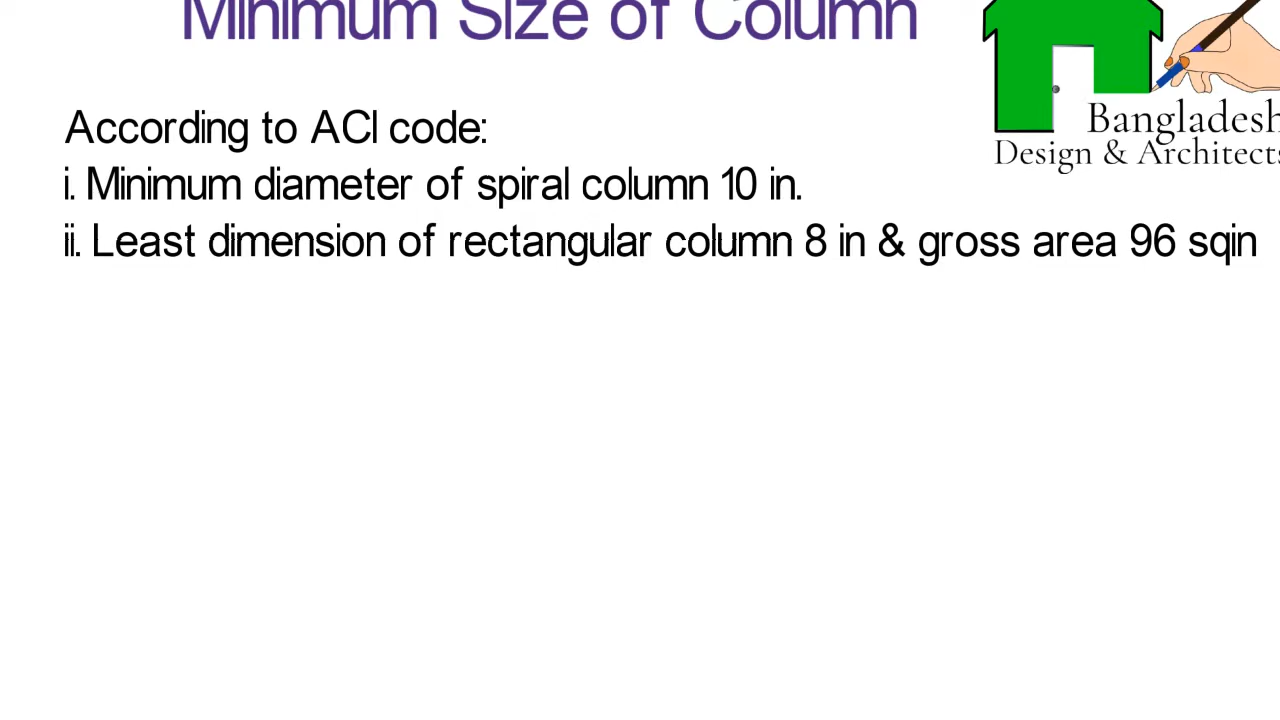 Minimum Size of Column
Bangladesh
Design & Architects
According to ACI code:
i. Minimum diameter of spiral column 10 in.
ii. Least dimension of rectangular column 8 in & gross area 96 sqin